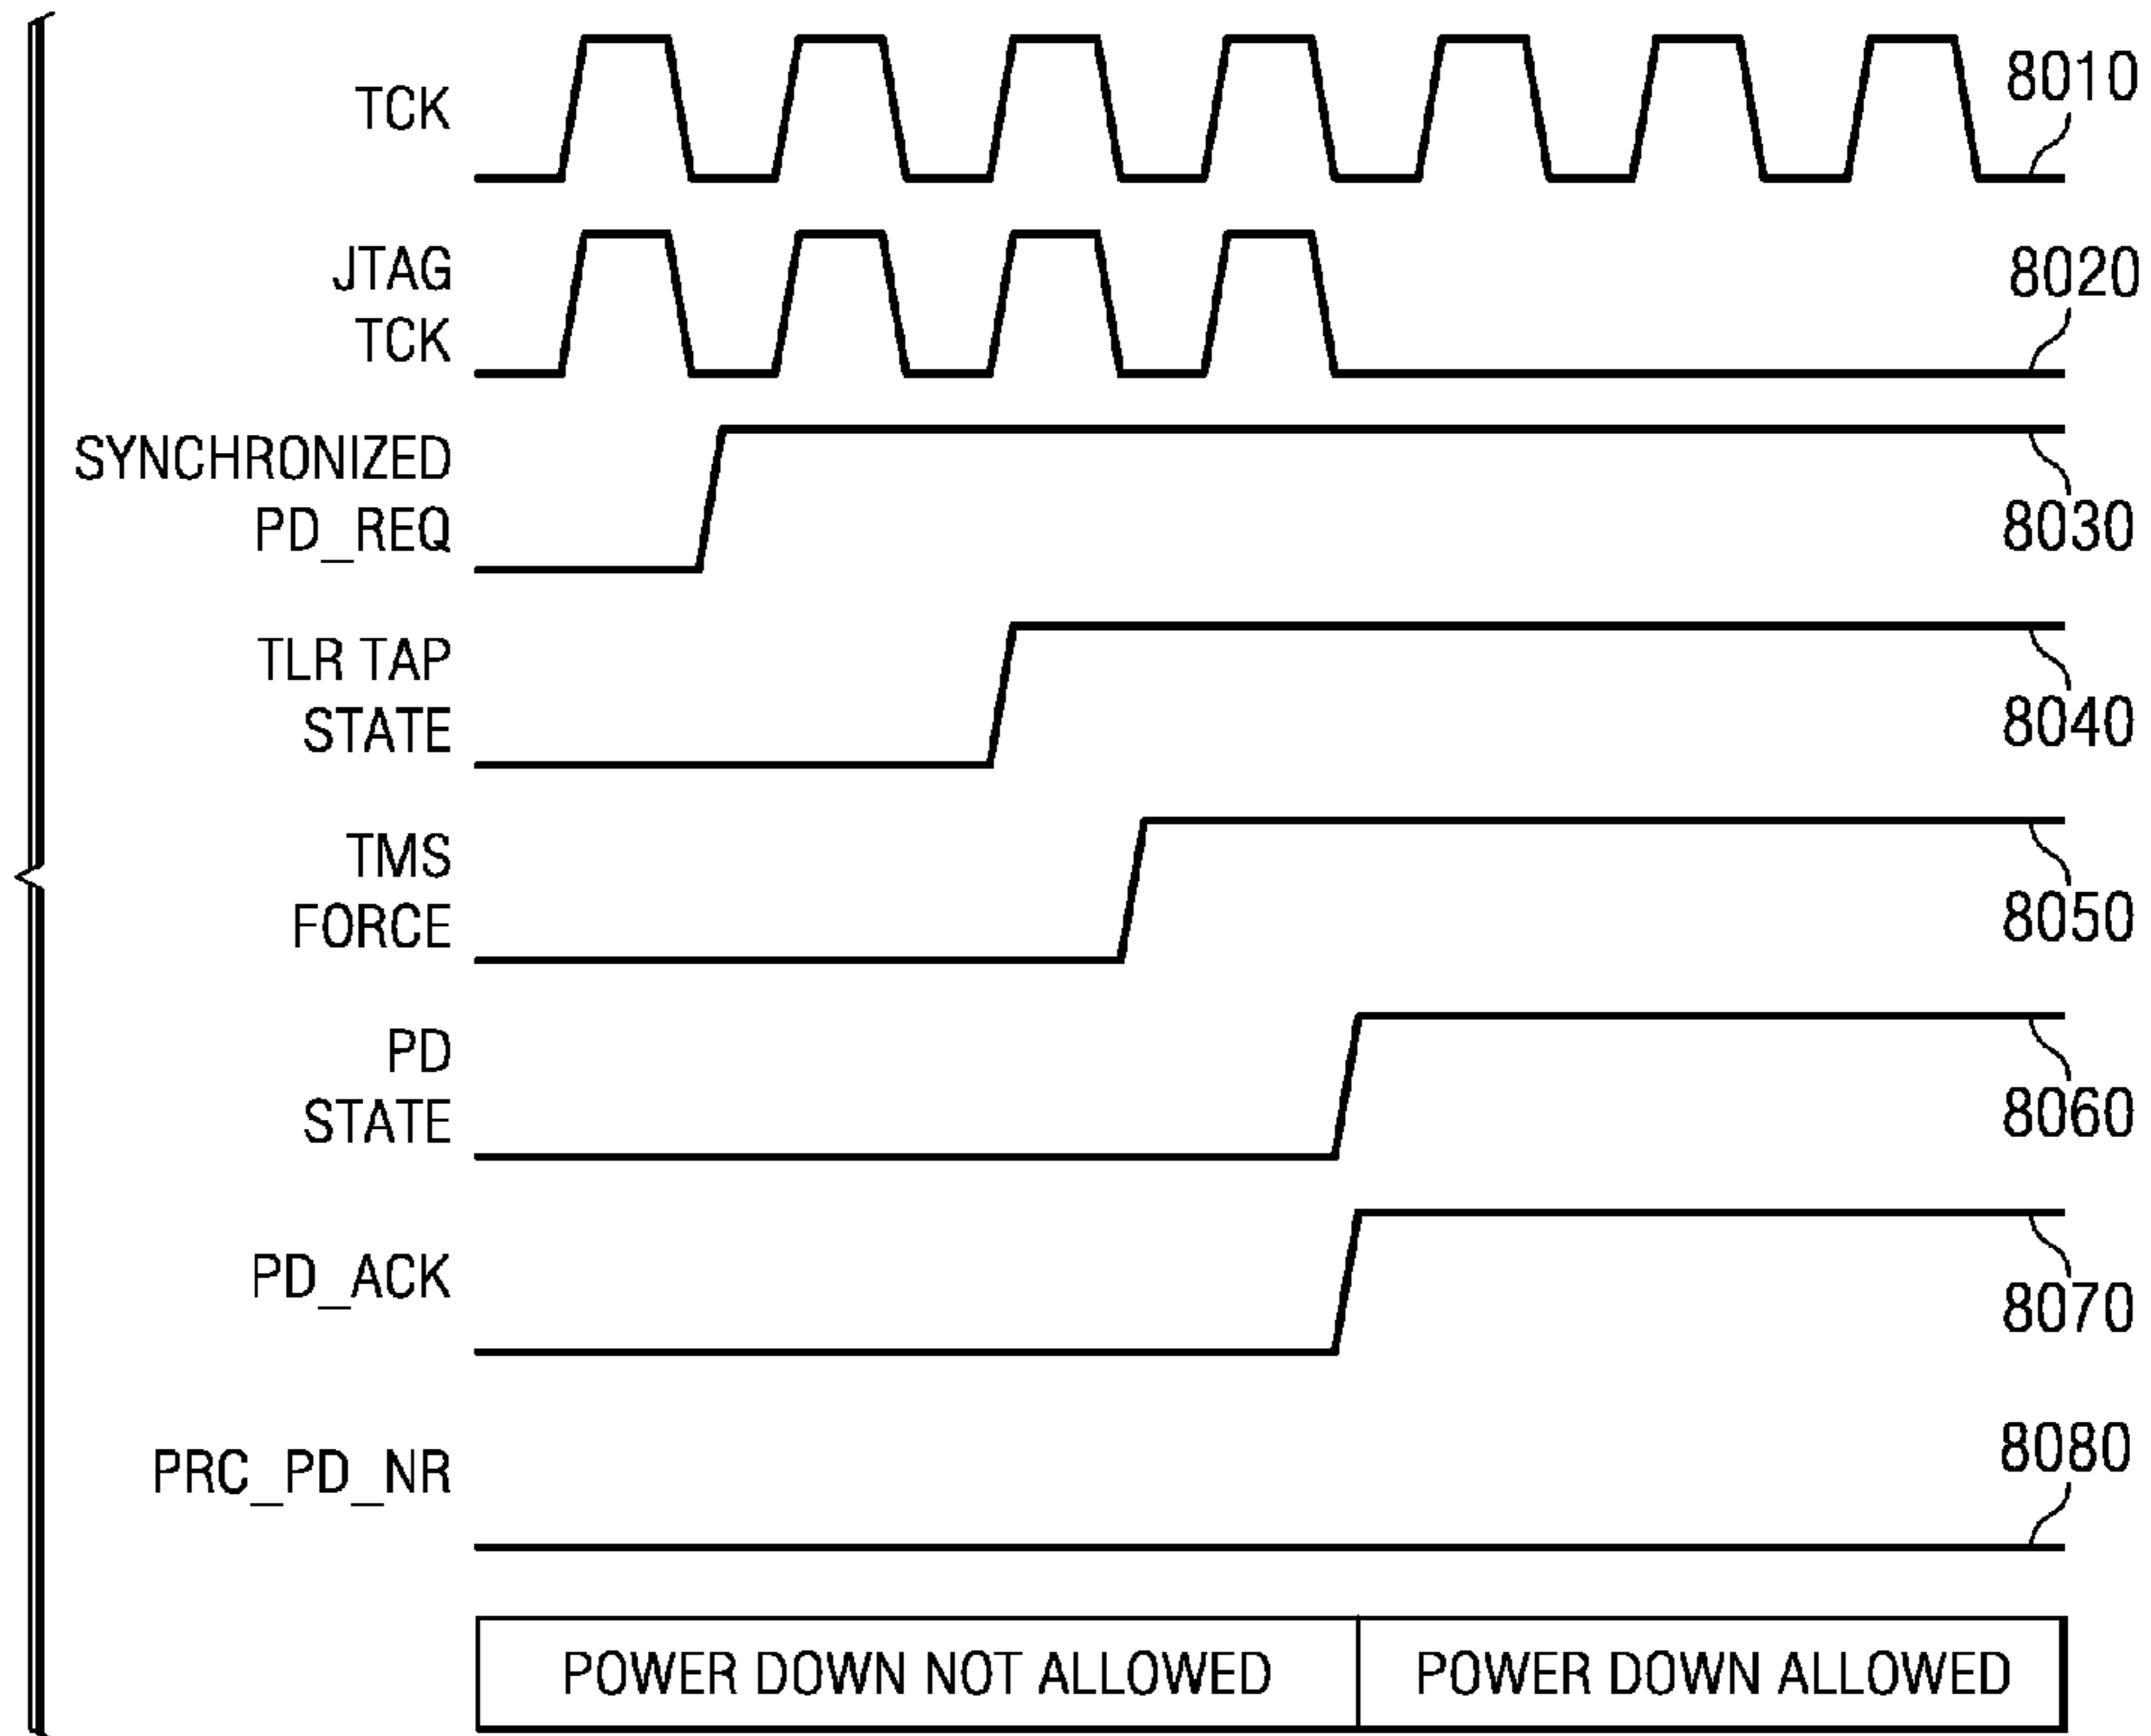 TCK
8010
JTAG
TCK
8020
SYNCHRONIZED
PD_REQ
8030
TLR TAP
STATE
8040
TMS
FORCE
8050
PD
STATE
8060
PD_ACK
8070
PRC_PD_NR
8080
POWER DOWN NOT ALLOWED
POWER DOWN ALLOWED